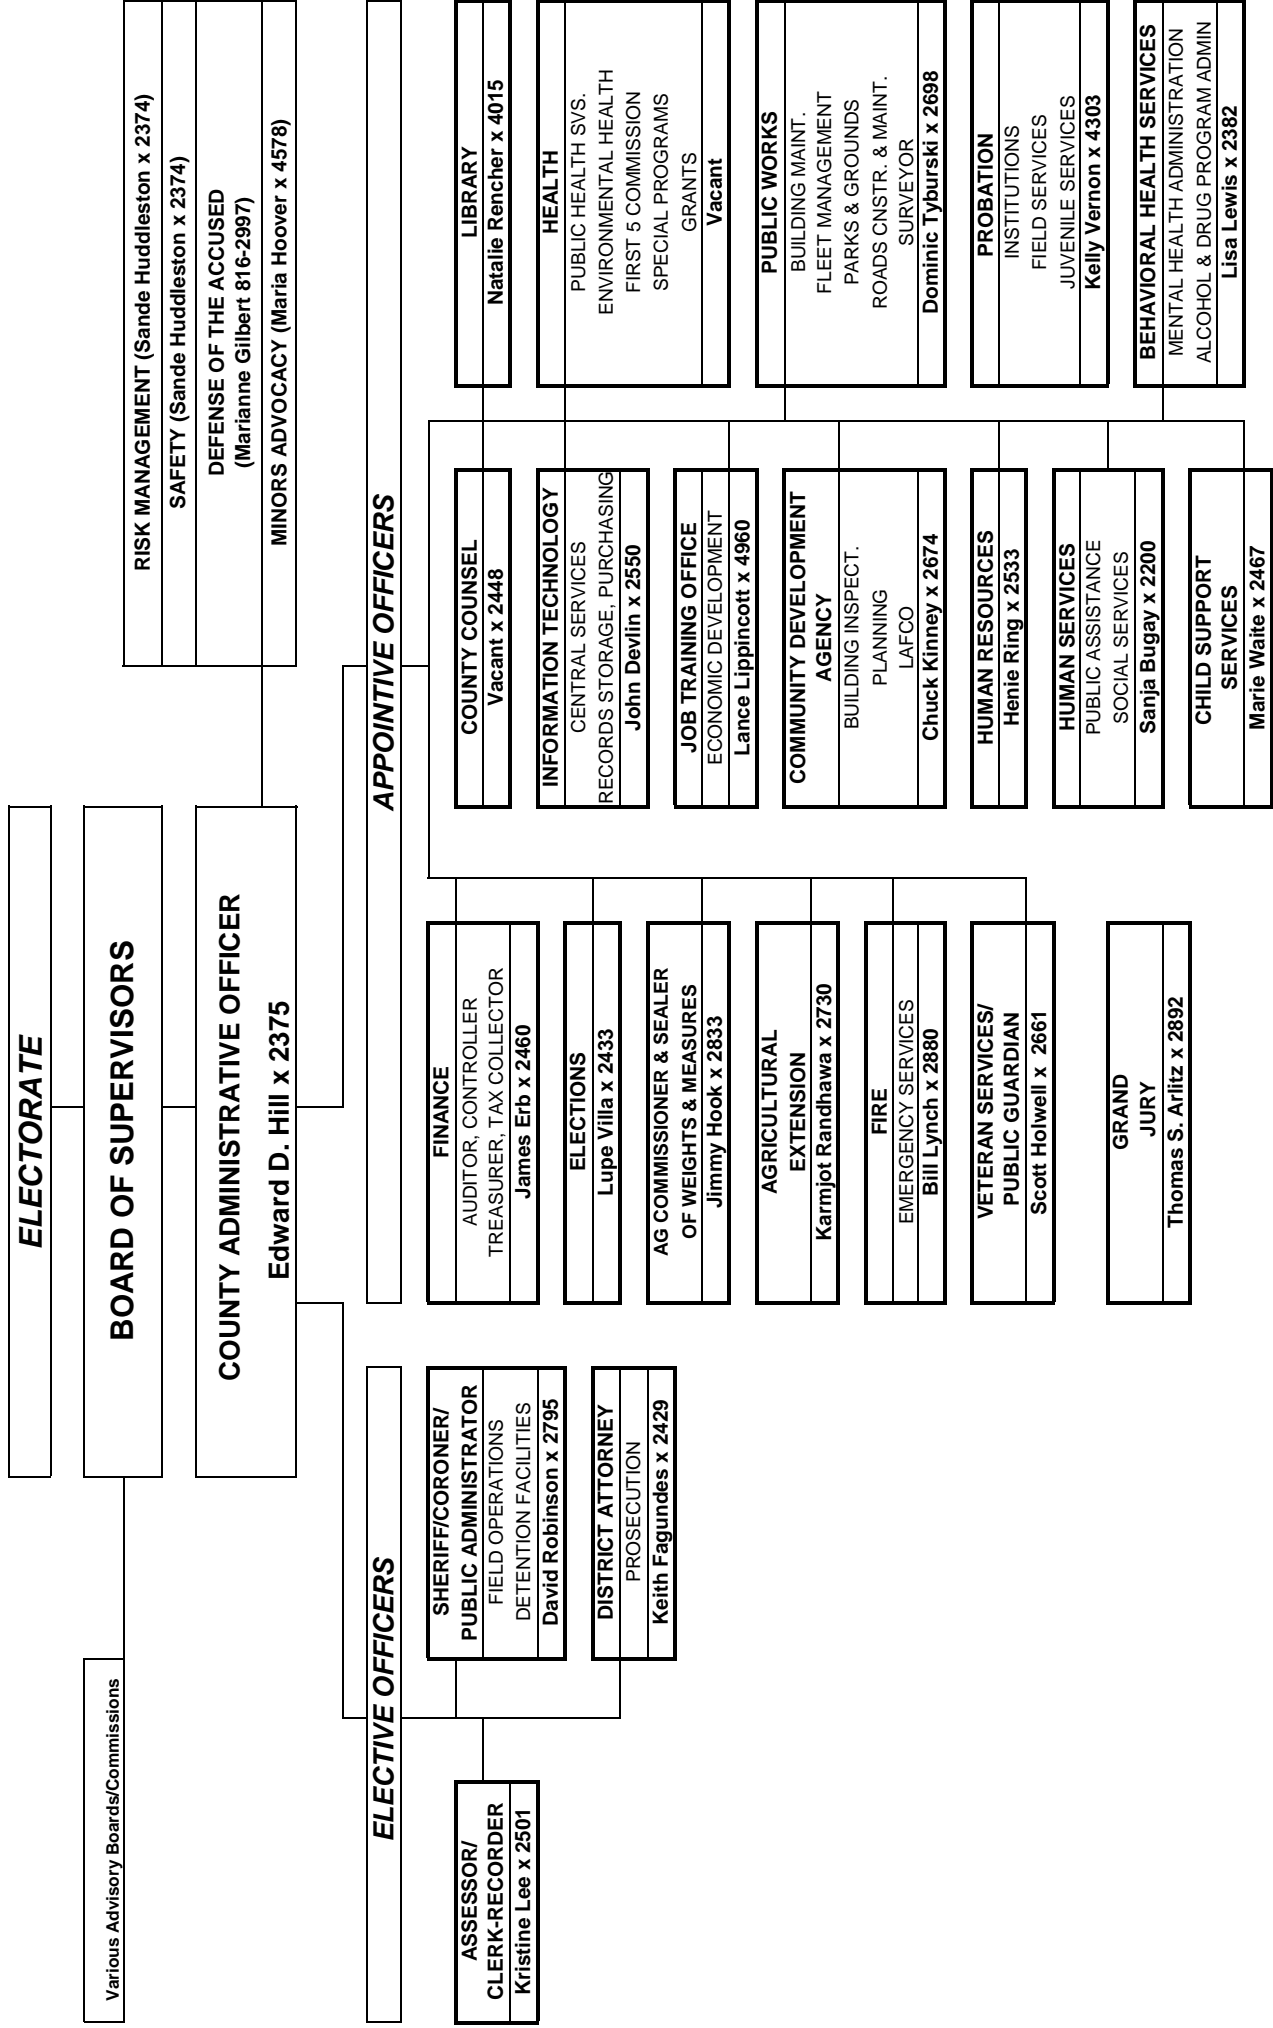 ELECTORATE
BOARD OF SUPERVISORS
Various Advisory Boards/Commissions
COUNTY ADMINISTRATIVE OFFICER
Edward D. Hill x 2375
RISK MANAGEMENT (Sande Huddleston x 2374)
SAFETY (Sande Huddleston x 2374)
DEFENSE OF THE ACCUSED
(Marianne Gilbert 816-2997)
MINORS ADVOCACY (Maria Hoover x 4578)
ELECTIVE OFFICERS
ASSESSOR/
CLERK-RECORDER
Kristine Lee x 2501
SHERIFF/CORONER/
PUBLIC ADMINISTRATOR
FIELD OPERATIONS
DETENTION FACILITIES
David Robinson x 2795
DISTRICT ATTORNEY
PROSECUTION
Keith Fagundes x 2429
APPOINTIVE OFFICERS
FINANCE
AUDITOR, CONTROLLER
TREASURER, TAX COLLECTOR
James Erb x 2460
ELECTIONS
Lupe Villa x 2433
AG COMMISSIONER & SEALER
OF WEIGHTS & MEASURES
Jimmy Hook x 2833
AGRICULTURAL
EXTENSION
Karmjot Randhawa x 2730
FIRE
EMERGENCY SERVICES
Bill Lynch x 2880
VETERAN SERVICES/
PUBLIC GUARDIAN
Scott Holwell x 2661
GRAND
JURY
Thomas S. Arlitz x 2892
COUNTY COUNSEL
Vacant x 2448
INFORMATION TECHNOLOGY
CENTRAL SERVICES
RECORDS STORAGE, PURCHASING
John Devlin x 2550
JOB TRAINING OFFICE
ECONOMIC DEVELOPMENT
Lance Lippincott x 4960
COMMUNITY DEVELOPMENT
AGENCY
BUILDING INSPECT.
PLANNING
LAFCO
Chuck Kinney x 2674
HUMAN RESOURCES
Henie Ring x 2533
HUMAN SERVICES
PUBLIC ASSISTANCE
SOCIAL SERVICES
Sanja Bugay x 2200
CHILD SUPPORT
SERVICES
Marie Waite x 2467
LIBRARY
Natalie Rencher x 4015
HEALTH
PUBLIC HEALTH SVS.
ENVIRONMENTAL HEALTH
FIRST 5 COMMISSION
SPECIAL PROGRAMS
GRANTS
Vacant
PUBLIC WORKS
BUILDING MAINT.
FLEET MANAGEMENT
PARKS & GROUNDS
ROADS CNSTR. & MAINT.
SURVEYOR
Dominic Tyburski x 2698
PROBATION
INSTITUTIONS
FIELD SERVICES
JUVENILE SERVICES
Kelly Vernon x 4303
BEHAVIORAL HEALTH SERVICES
MENTAL HEALTH ADMINISTRATION
ALCOHOL & DRUG PROGRAM ADMIN
Lisa Lewis x 2382